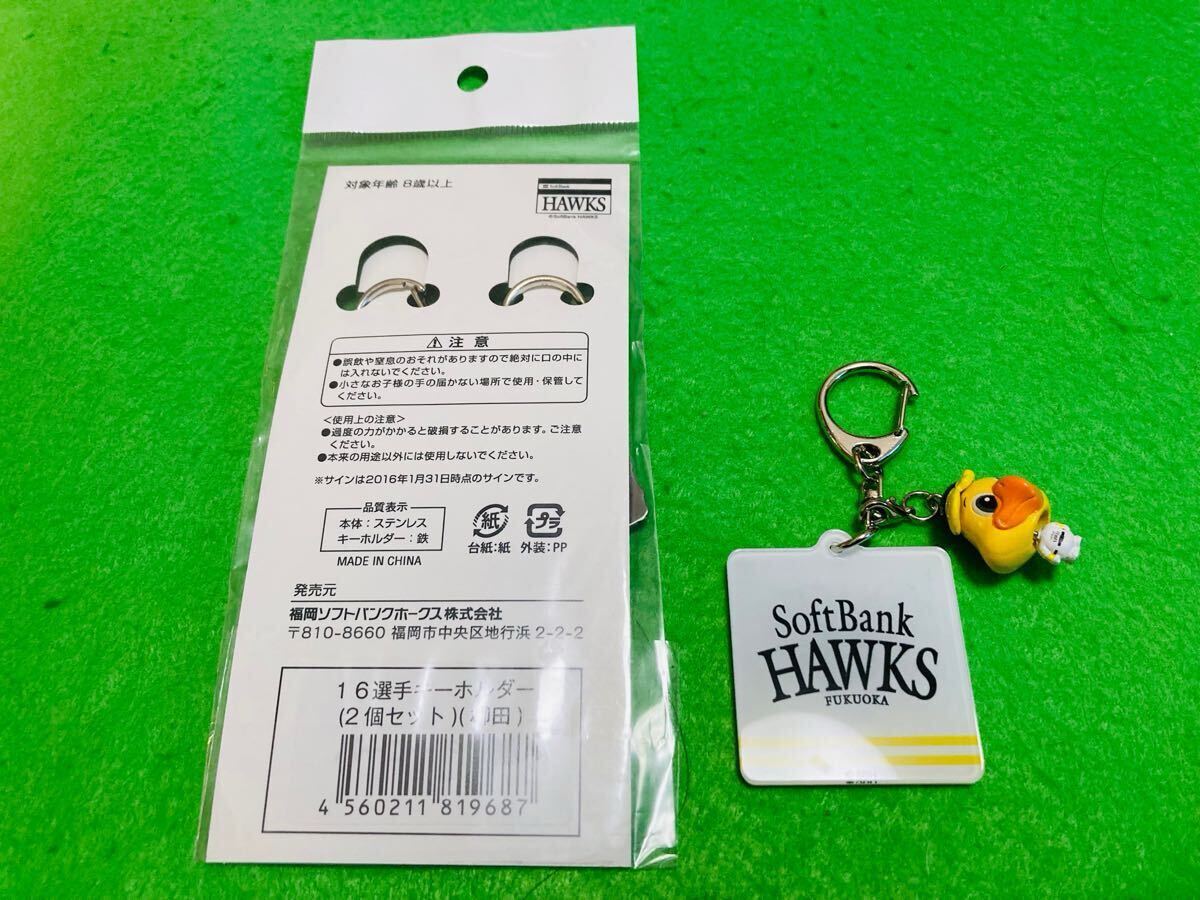 対象年齢 8歳以上
SoftBank
HAWKS
©SoftBank HAWKS
⚠注意
●誤飲や窒息のおそれがありますので絶対に口の中に
は入れないでください。
●小さなお子様の手の届かない場所で使用・保管して
ください。
<使用上の注意>
●過度の力がかかると破損することがあります。ご注意
ください。
●本来の用途以外には使用しないでください。
※サインは2016年1月31日時点のサインです。
品質表示
本体：ステンレス
キーホルダー：鉄
MADE IN CHINA
紙
台紙:紙
プラ
外装:PP
発売元
福岡ソフトバンクホークス株式会社
〒810-8660 福岡市中央区地行浜 2-2-2
16選手キーホルダー
(2個セット)(柳田)
4 560211 819687
SoftBank
HAWKS
FUKUOKA